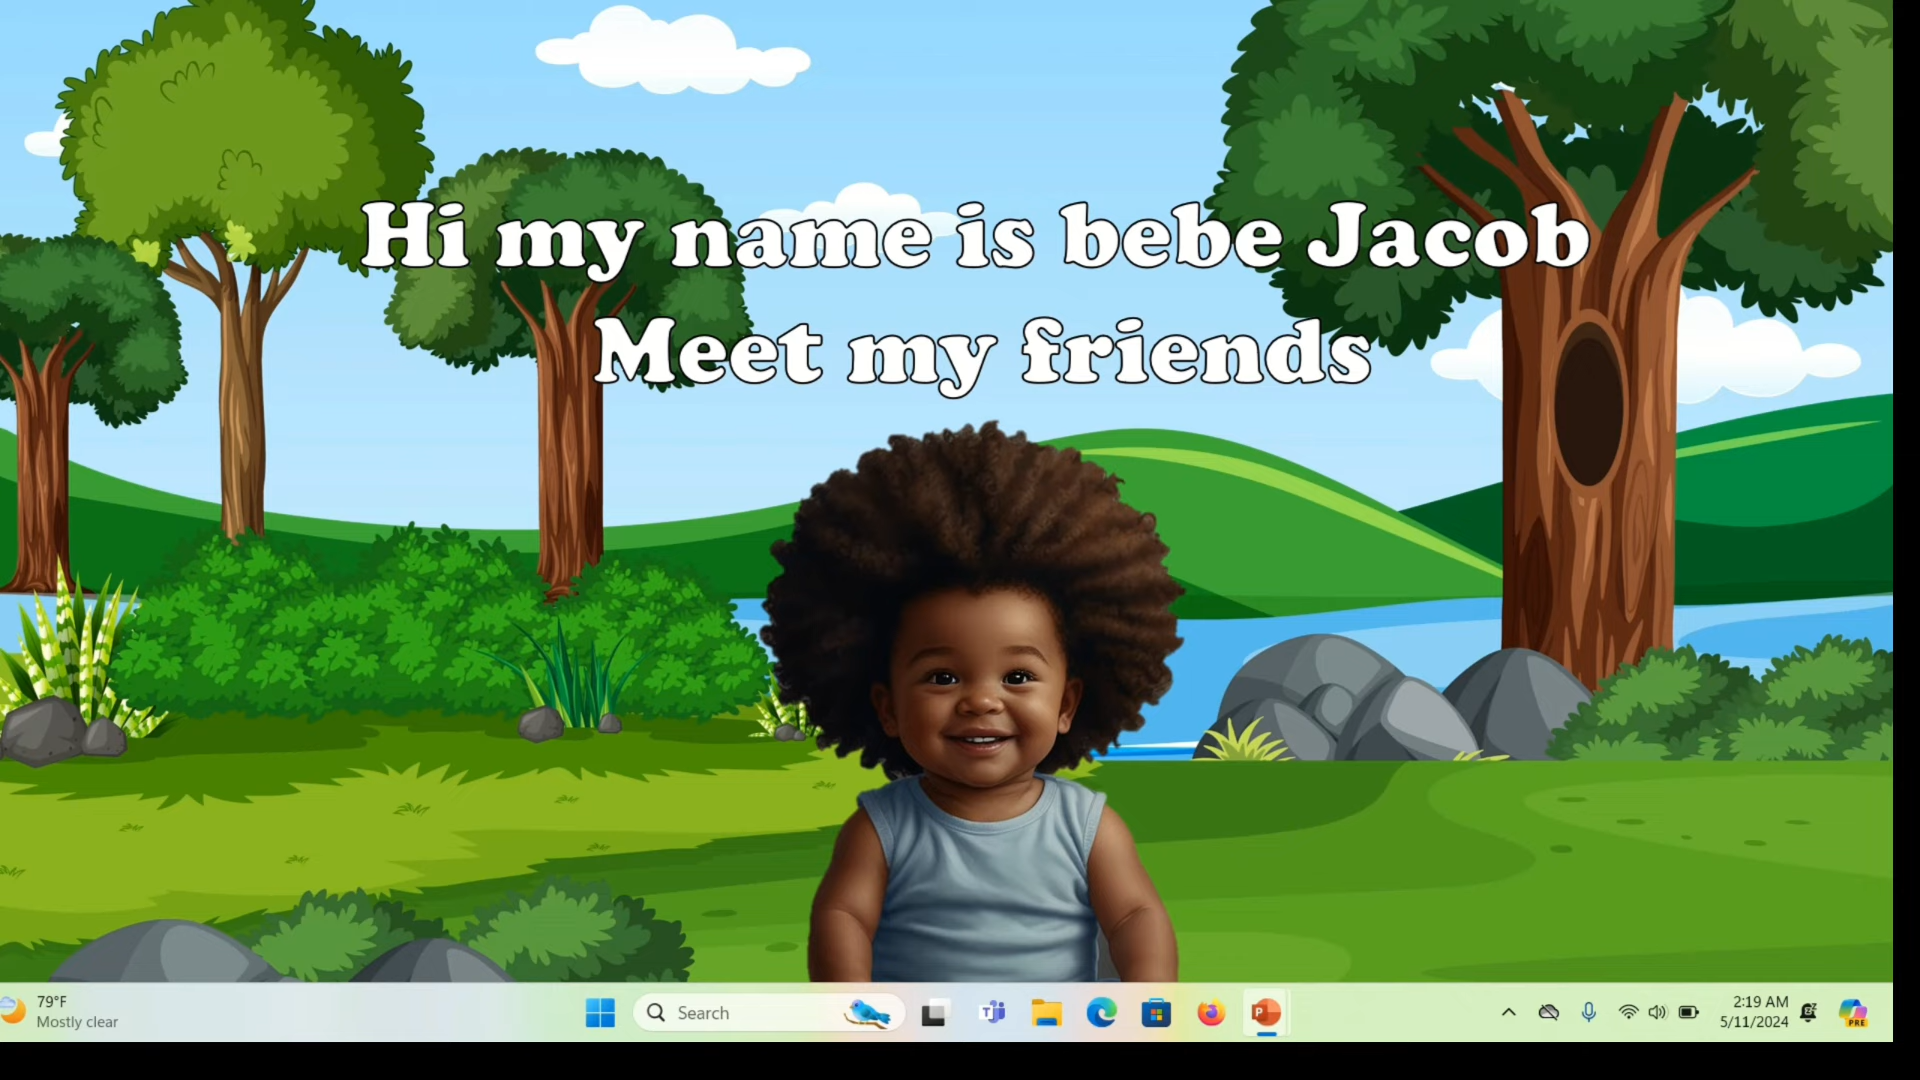 Hi my name is bebe Jacob
Meet my friends
79°F
Mostly clear
Search
2:19 AM
5/11/2024
PRE